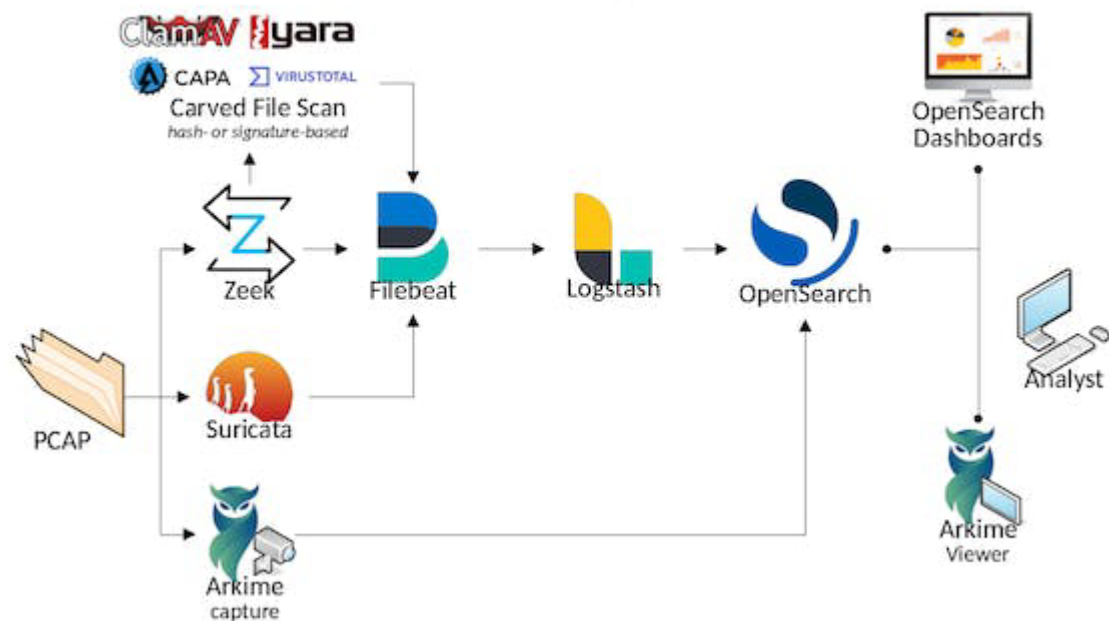 ClamAV yara
CAPA VIRUSTOTAL
Carved File Scan
hash- or signature-based
OpenSearch
Dashboards
Z
Zeek
Filebeat
Logstash
OpenSearch
Analyst
PCAP
Suricata
Arkime
capture
Arkime
Viewer